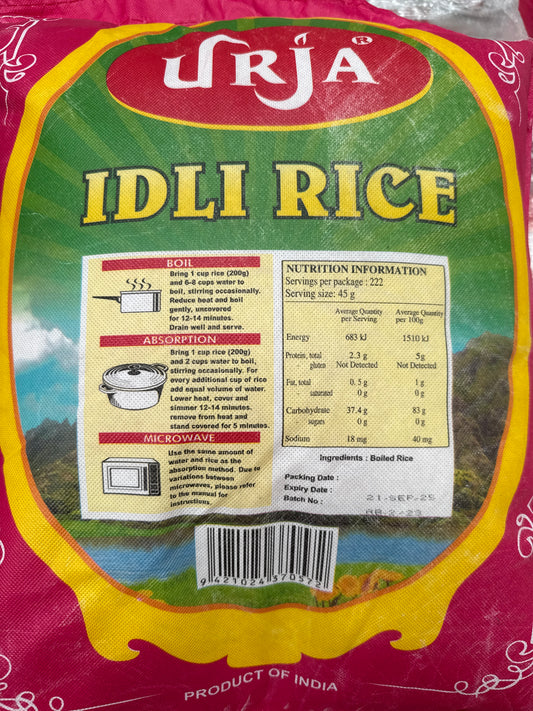 URJA®
IDLI RICE
BOIL
Bring 1 cup rice (200g)
and 6-8 cups water to
boil, stirring occasionally.
Reduce heat and boil
gently, uncovered
for 12-14 minutes.
Drain well and serve.
ABSORPTION
Bring 1 cup rice (200g)
and 2 cups water to boil,
stirring occasionally. For
every additional cup of rice
add equal volume of water.
Lower heat, cover and
simmer 12-14 minutes.
remove from heat and
stand covered for 5 minutes.
MICROWAVE
Use the same amount of
water and rice as the
absorption method. Due to
variations between
microwaves, please refer
to the manual for
instructions.
NUTRITION INFORMATION
Servings per package : 222
Serving size: 45 g
Average Quantity per Serving Average Quantity per 100g
Energy 683 kJ 1510 kJ
Protein, total 2.3 g 5g
gluten Not Detected Not Detected
Fat, total 0. 5 g 1 g
saturated 0 g 0 g
Carbohydrate 37.4 g 83 g
- sugars 0 g 0 g
Sodium 18 mg 40 mg
Ingredients : Boiled Rice
Packing Date :
Expiry Date : 21-SEP-25
Batch No : RB-2/23
9 421024 370572
PRODUCT OF INDIA